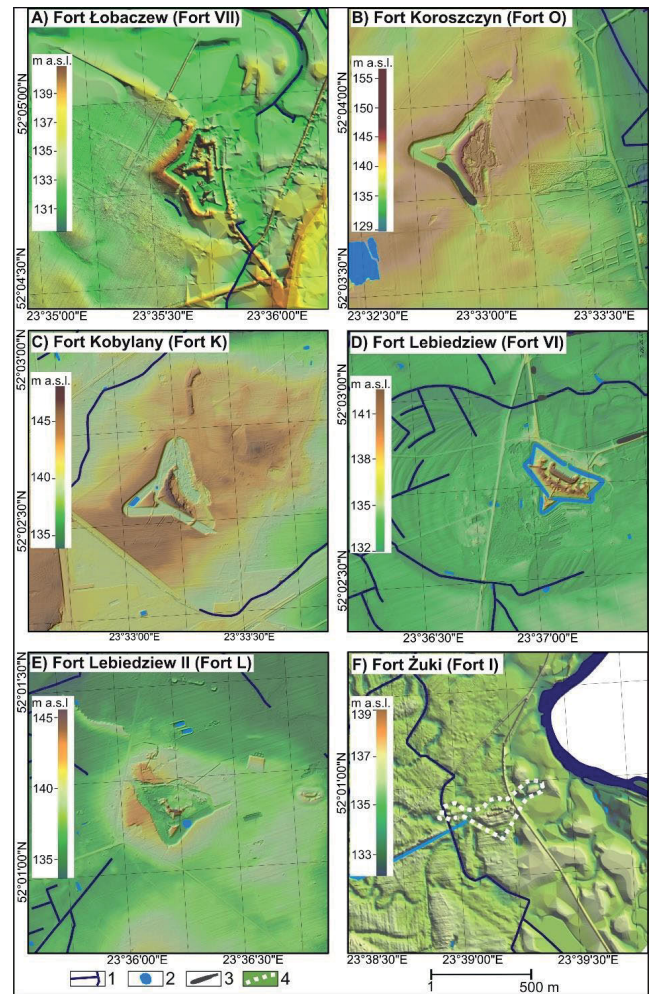 A) Fort Łobaczew (Fort VII)
m a.s.l.
139
135
131
52°05'00"N
52°04'30"N
23°35'00"E
23°35'30"E
23°36'00"E
B) Fort Koroszczyn (Fort O)
m a.s.l.
155
150
145
140
135
129
52°04'00"N
52°03'30"N
23°32'30"E
23°33'00"E
23°33'30"E
C) Fort Kobylany (Fort K)
m a.s.l.
145
140
135
52°03'00"N
52°02'30"N
23°33'00"E
23°33'30"E
D) Fort Lebiedziew (Fort VI)
m a.s.l.
141
138
135
132
52°03'00"N
52°02'30"N
23°36'30"E
23°37'00"E
E) Fort Lebiedziew II (Fort L)
m a.s.l.
145
140
135
52°01'30"N
52°01'00"N
23°36'00"E
23°36'30"E
F) Fort Żuki (Fort I)
m a.s.l.
139
137
135
133
52°01'00"N
23°38'30"E
23°39'00"E
23°39'30"E
1 2 3 4
1 500 m